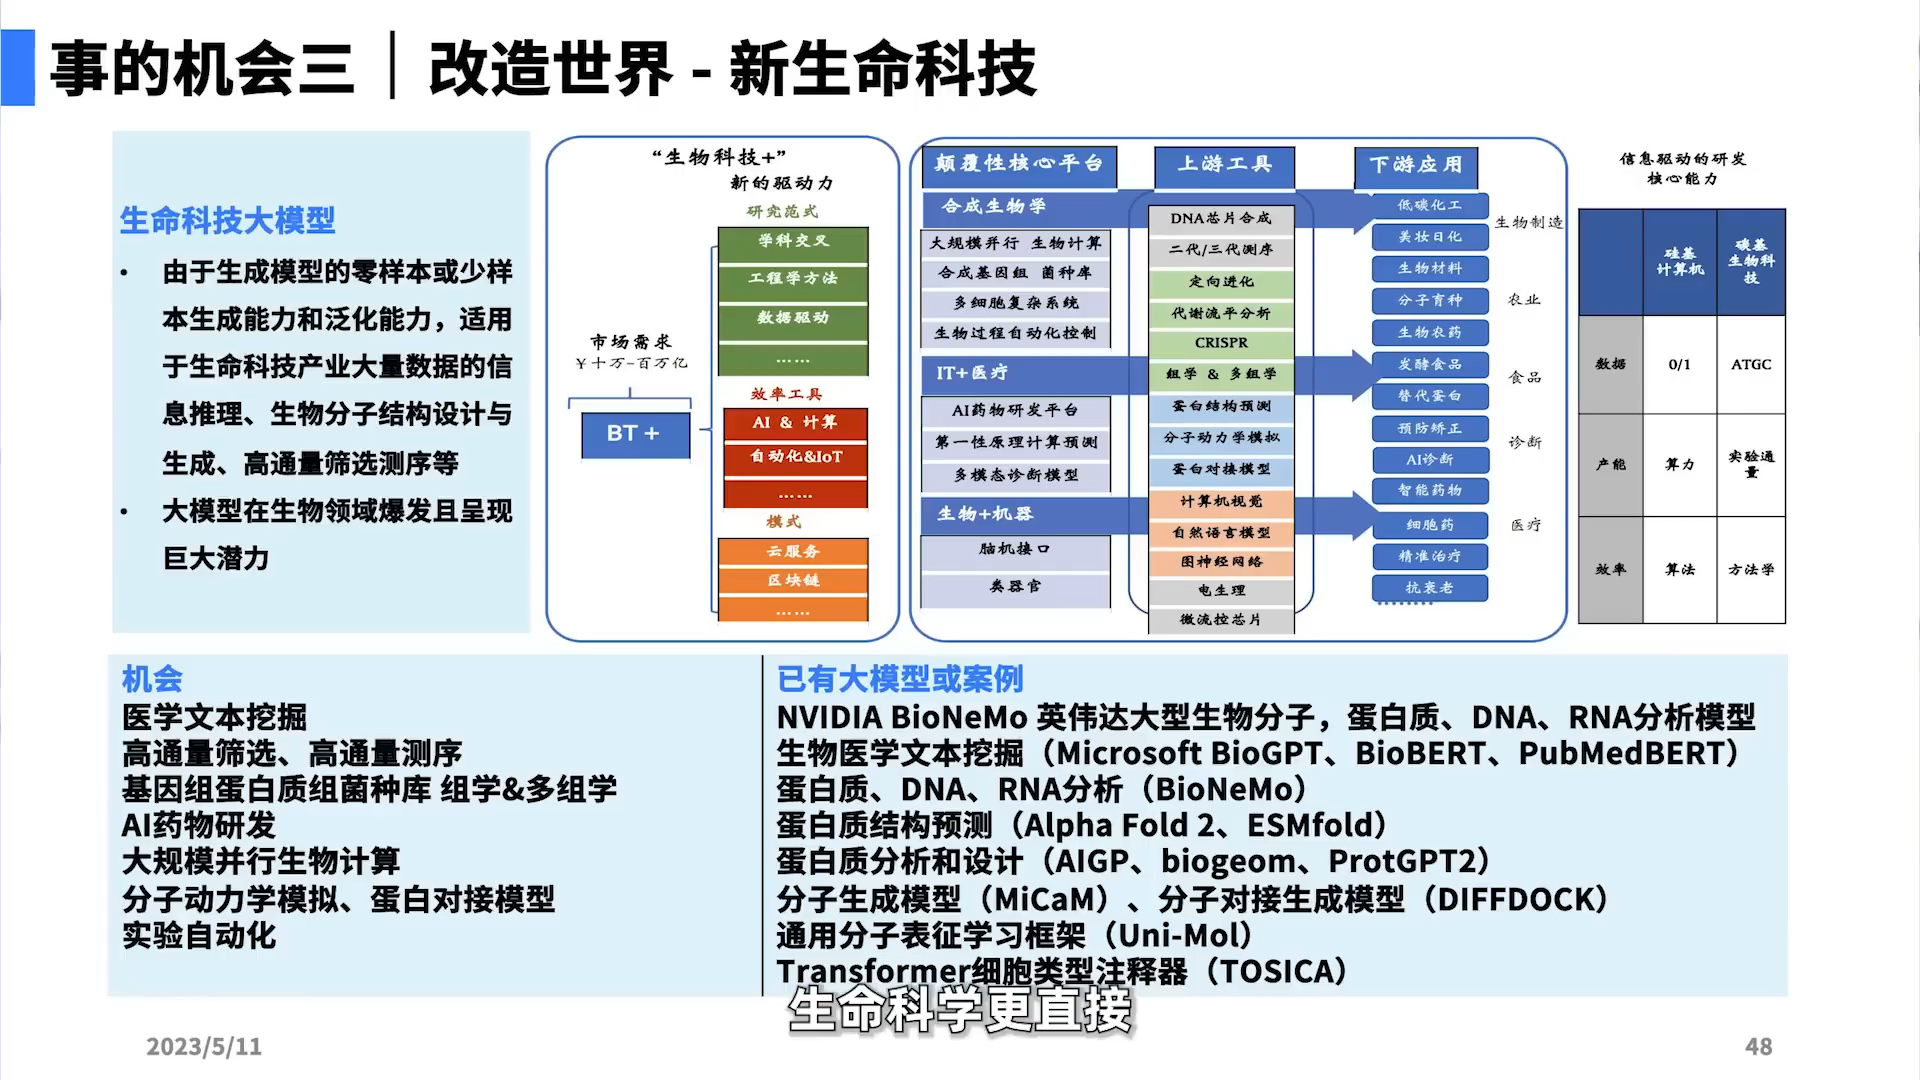 事的机会三｜改造世界 - 新生命科技
生命科技大模型
• 由于生成模型的零样本或少样
本生成能力和泛化能力，适用
于生命科技产业大量数据的信
息推理、生物分子结构设计与
生成、高通量筛选测序等
• 大模型在生物领域爆发且呈现
巨大潜力
“生物科技+”
新的驱动力
研究范式
学科交叉
工程学方法
数据驱动
……
市场需求
￥十万-百万亿
BT +
效率工具
AI & 计算
自动化&IoT
……
模式
云服务
区块链
……
颠覆性核心平台
合成生物学
大规模并行 生物计算
合成基因组 菌种库
多细胞复杂系统
生物过程自动化控制
IT+医疗
AI药物研发平台
第一性原理计算预测
多模态诊断模型
生物+机器
脑机接口
类器官
上游工具
DNA芯片合成
二代/三代测序
定向进化
代谢流平分析
CRISPR
组学 & 多组学
蛋白结构预测
分子动力学模拟
蛋白对接模型
计算机视觉
自然语言模型
图神经网络
电生理
微流控芯片
下游应用
低碳化工
美妆日化
生物材料
分子育种
生物农药
发酵食品
替代蛋白
预防矫正
AI诊断
智能药物
细胞药
精准治疗
抗衰老
生物制造
农业
食品
诊断
医疗
信息驱动的研发
核心能力
硅基
计算机
碳基
生物科
技
数据 0/1 ATGC
产能 算力 实验通
量
效率 算法 方法学
机会
医学文本挖掘
高通量筛选、高通量测序
基因组蛋白质组菌种库 组学&多组学
AI药物研发
大规模并行生物计算
分子动力学模拟、蛋白对接模型
实验自动化
已有大模型或案例
NVIDIA BioNeMo 英伟达大型生物分子，蛋白质、DNA、RNA分析模型
生物医学文本挖掘（Microsoft BioGPT、BioBERT、PubMedBERT）
蛋白质、DNA、RNA分析（BioNeMo）
蛋白质结构预测（Alpha Fold 2、ESMfold）
蛋白质分析和设计（AIGP、biogeom、ProtGPT2）
分子生成模型（MiCaM）、分子对接生成模型（DIFFDOCK）
通用分子表征学习框架（Uni-Mol）
Transformer细胞类型注释器（TOSICA）
生命科学更直接
2023/5/11
48